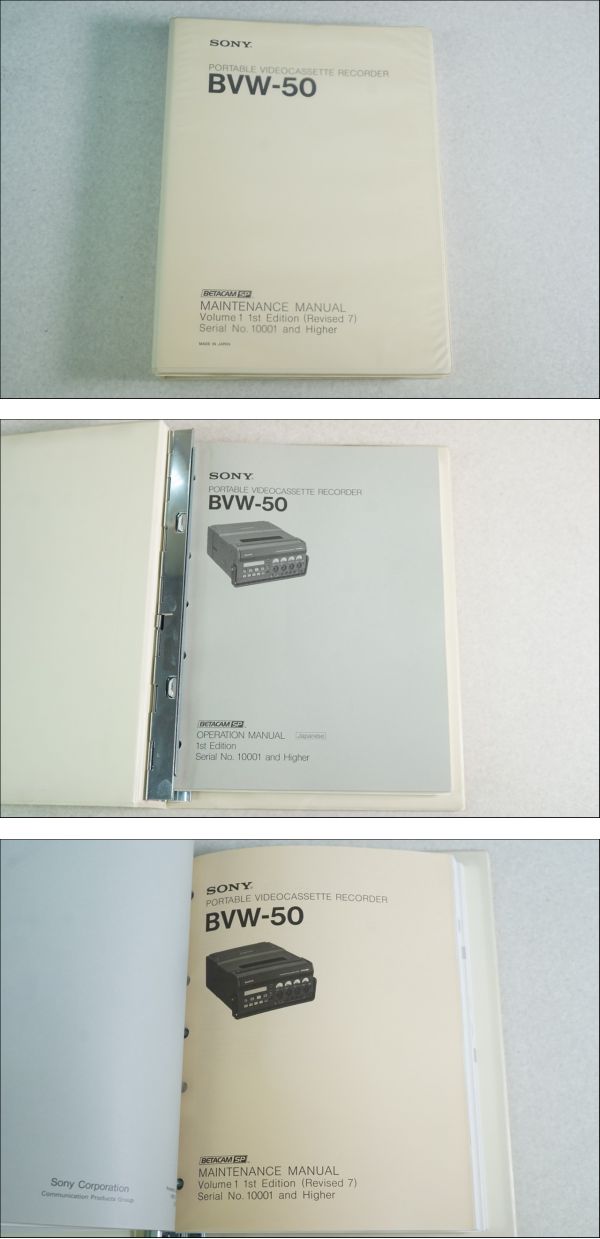 SONY.
PORTABLE VIDEOCASSETTE RECORDER
BVW-50
BETACAM SP
MAINTENANCE MANUAL
Volume 1 1st Edition (Revised 7)
Serial No. 10001 and Higher
MADE IN JAPAN
SONY.
PORTABLE VIDEOCASSETTE RECORDER
BVW-50
BETACAM SP
OPERATION MANUAL Japanese
1st Edition
Serial No. 10001 and Higher
SONY.
PORTABLE VIDEOCASSETTE RECORDER
BVW-50
BETACAM SP
MAINTENANCE MANUAL
Volume 1 1st Edition (Revised 7)
Serial No. 10001 and Higher
Sony Corporation
Communication Products Group